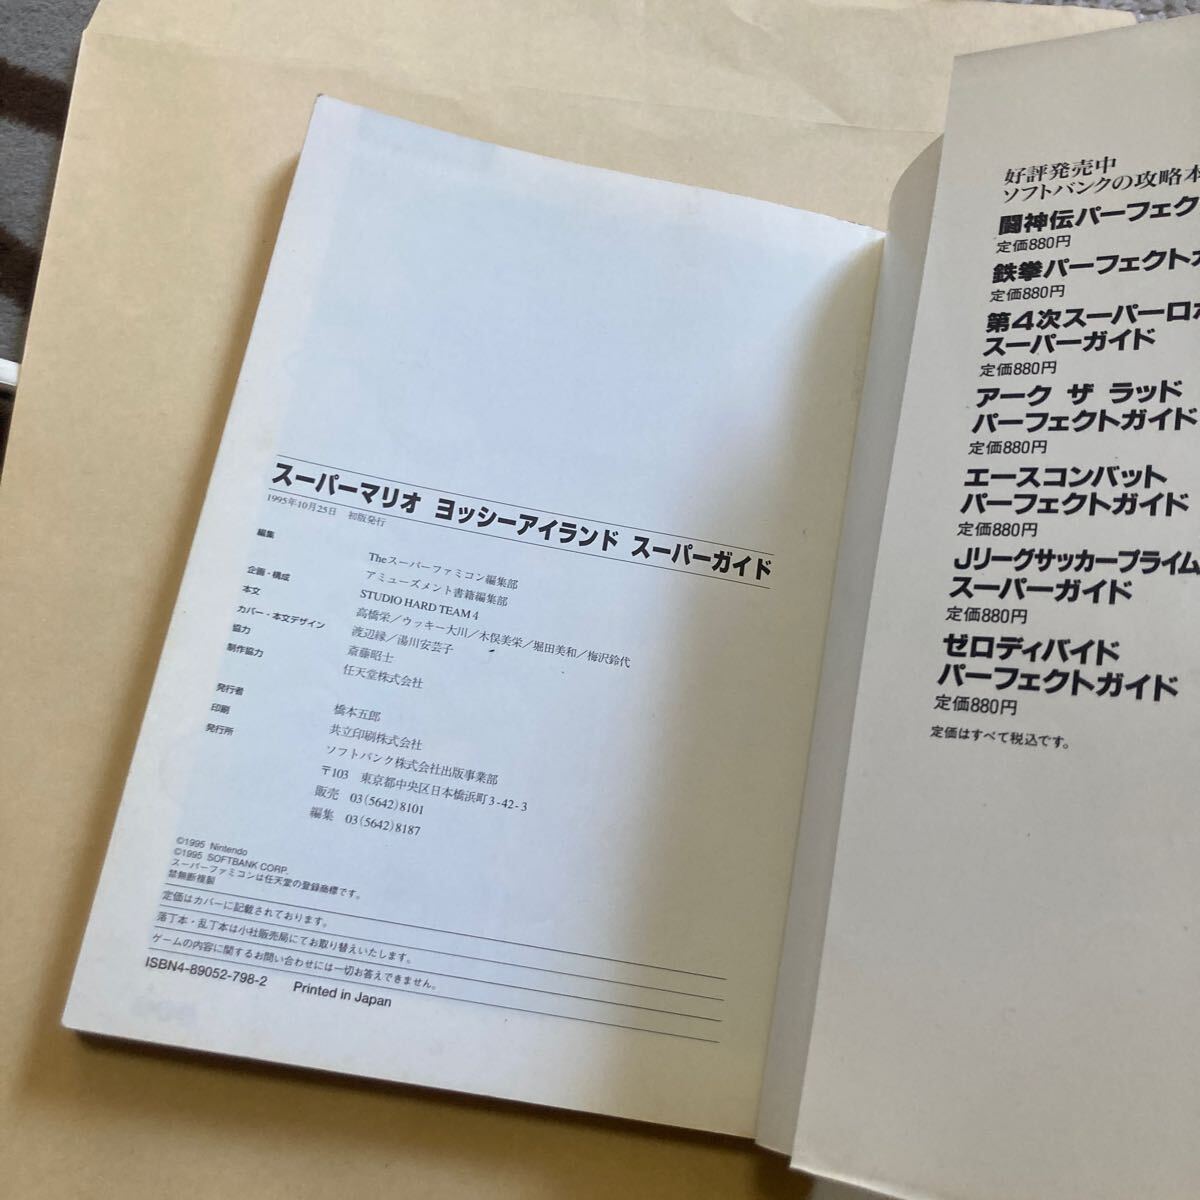 スーパーマリオ ヨッシーアイランド スーパーガイド
1995年10月25日 初版発行
編集 Theスーパーファミコン編集部
アミューズメント書籍編集部
企画・構成 STUDIO HARD TEAM 4
本文 高橋栄／ウッキー大川／木俣美栄／堀田美和／梅沢鈴代
カバー・本文デザイン 渡辺縁／湯川安芸子
協力 斎藤昭士
制作協力 任天堂株式会社
発行者 橋本五郎
印刷 共立印刷株式会社
発行所 ソフトバンク株式会社出版事業部
〒103 東京都中央区日本橋浜町3-42-3
販売 03(5642)8101
編集 03(5642)8187
©1995 Nintendo
©1995 SOFTBANK CORP.
スーパーファミコンは任天堂の登録商標です。
禁無断複製
定価はカバーに記載されております。
落丁本・乱丁本は小社販売局にてお取り替えいたします。
ゲームの内容に関するお問い合わせには一切お答えできません。
ISBN4-89052-798-2 Printed in Japan
好評発売中
ソフトバンクの攻略本
闘神伝パーフェク
定価880円
鉄拳パーフェクトガ
定価880円
第4次スーパーロボ
スーパーガイド
定価880円
アーク ザ ラッド
パーフェクトガイド
定価880円
エースコンバット
パーフェクトガイド
定価880円
Jリーグサッカープライム
スーパーガイド
定価880円
ゼロディバイド
パーフェクトガイド
定価880円
定価はすべて税込です。